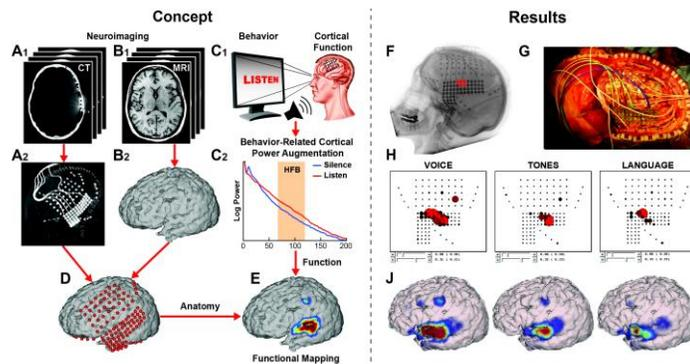 Concept
Results
Neuroimaging
Behavior
Cortical
Function
A1
B1
C1
F
G
CT
MRI
LISTEN
A2
B2
C2
Behavior-Related Cortical
Power Augmentation
Silence
Listen
HFB
Log Power
0
50
100
150
200
H
VOICE
TONES
LANGUAGE
Function
D
E
J
Anatomy
Functional Mapping